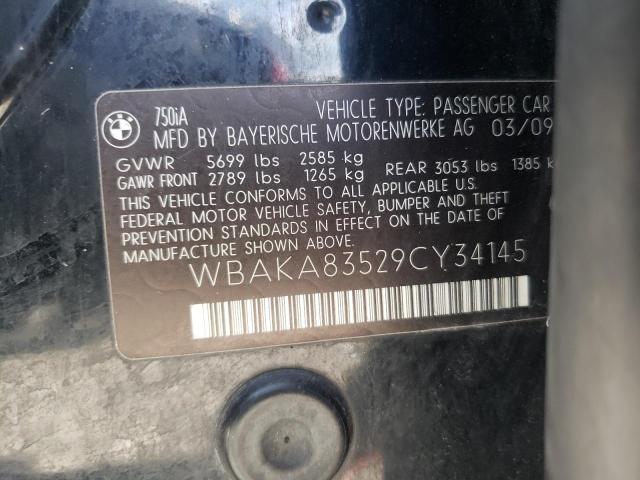 BMW
750iA
VEHICLE TYPE: PASSENGER CAR
MFD BY BAYERISCHE MOTORENWERKE AG 03/09
GVWR 5699 lbs 2585 kg
GAWR FRONT 2789 lbs 1265 kg REAR 3053 lbs 1385 k
THIS VEHICLE CONFORMS TO ALL APPLICABLE U.S.
FEDERAL MOTOR VEHICLE SAFETY, BUMPER AND THEFT
PREVENTION STANDARDS IN EFFECT ON THE DATE OF
MANUFACTURE SHOWN ABOVE.
WBAKA83529CY34145